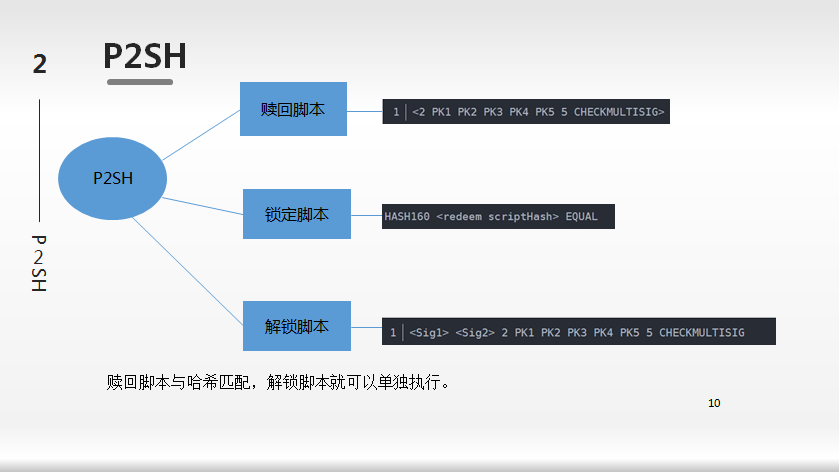 2
P2SH
P2SH
P2SH
赎回脚本
1 <2 PK1 PK2 PK3 PK4 PK5 5 CHECKMULTISIG>
锁定脚本
HASH160 <redeem scriptHash> EQUAL
解锁脚本
1 <Sig1> <Sig2> 2 PK1 PK2 PK3 PK4 PK5 5 CHECKMULTISIG
赎回脚本与哈希匹配，解锁脚本就可以单独执行。
10